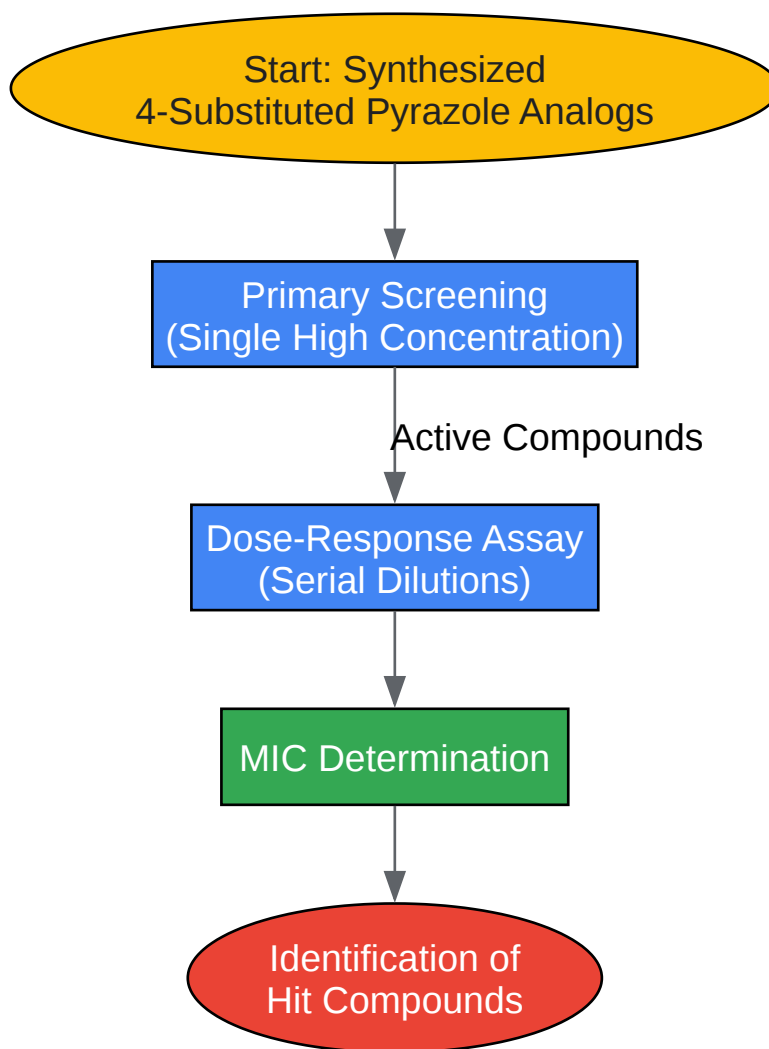 Start: Synthesized
4-Substituted Pyrazole Analogs
Primary Screening
(Single High Concentration)
Active Compounds
Dose-Response Assay
(Serial Dilutions)
MIC Determination
Identification of
Hit Compounds